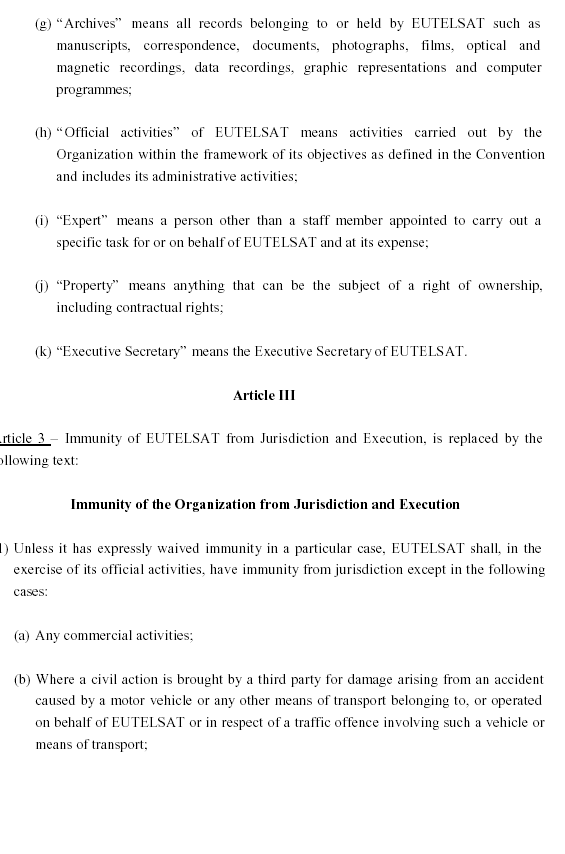 (g) “Archives” means all records belonging to or held by EUTELSAT such as
manuscripts, correspondence, documents, photographs, films, optical and
magnetic recordings, data recordings, graphic representations and computer
programmes;
(h) “Official activities” of EUTELSAT means activities carried out by the
Organization within the framework of its objectives as defined in the Convention
and includes its administrative activities;
(i) “Expert” means a person other than a staff member appointed to carry out a
specific task for or on behalf of EUTELSAT and at its expense;
(j) “Property” means anything that can be the subject of a right of ownership,
including contractual rights;
(k) “Executive Secretary” means the Executive Secretary of EUTELSAT.
Article III
rticle 3 – Immunity of EUTELSAT from Jurisdiction and Execution, is replaced by the
ollowing text:
Immunity of the Organization from Jurisdiction and Execution
) Unless it has expressly waived immunity in a particular case, EUTELSAT shall, in the
exercise of its official activities, have immunity from jurisdiction except in the following
cases:
(a) Any commercial activities;
(b) Where a civil action is brought by a third party for damage arising from an accident
caused by a motor vehicle or any other means of transport belonging to, or operated
on behalf of EUTELSAT or in respect of a traffic offence involving such a vehicle or
means of transport;